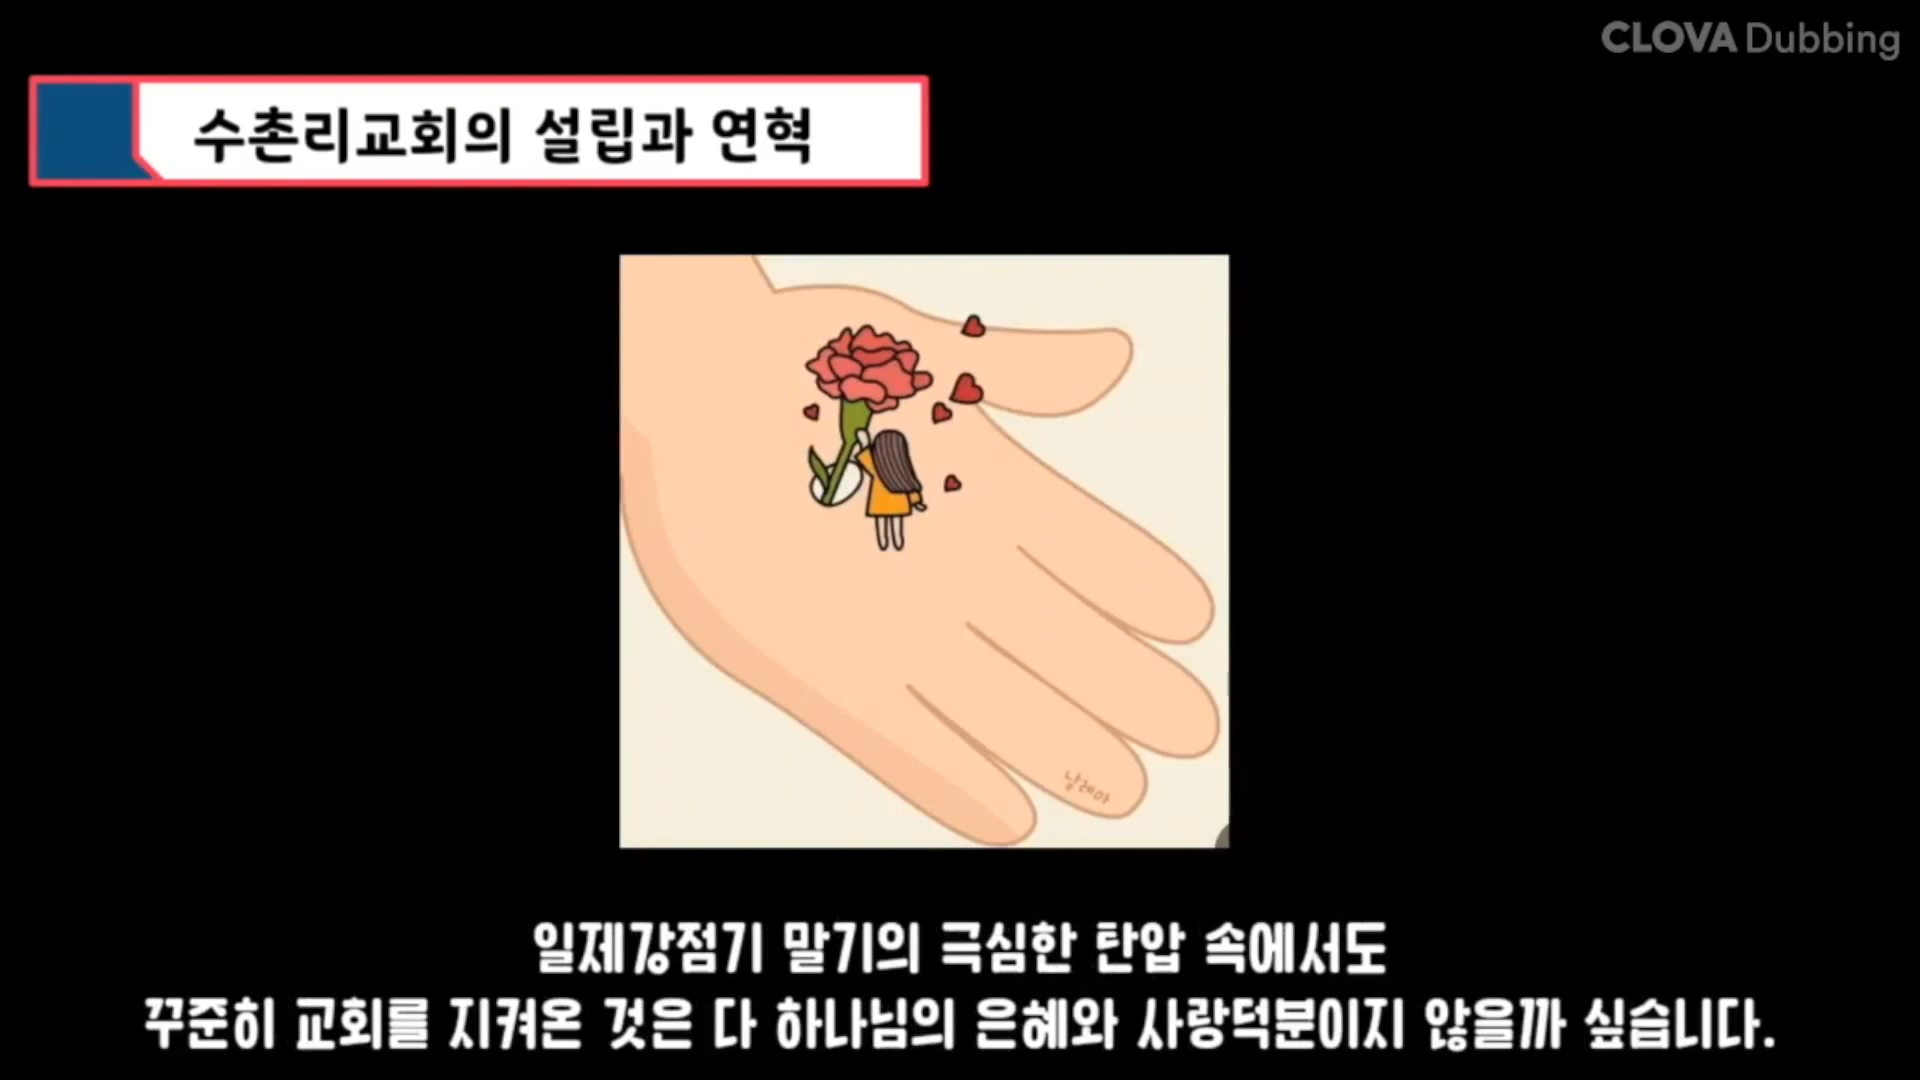 CLOVA Dubbing
수촌리교회의 설립과 연혁
남레아
일제강점기 말기의 극심한 탄압 속에서도
꾸준히 교회를 지켜온 것은 다 하나님의 은혜와 사랑덕분이지 않을까 싶습니다.